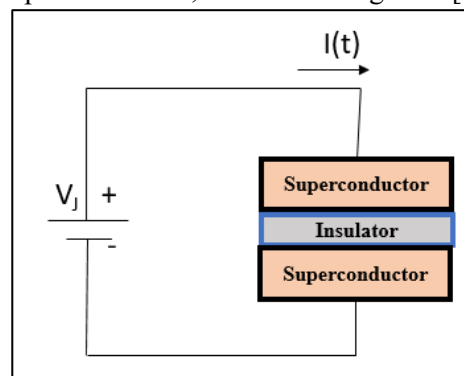 I(t)
Superconductor
V_J +
Insulator
-
Superconductor